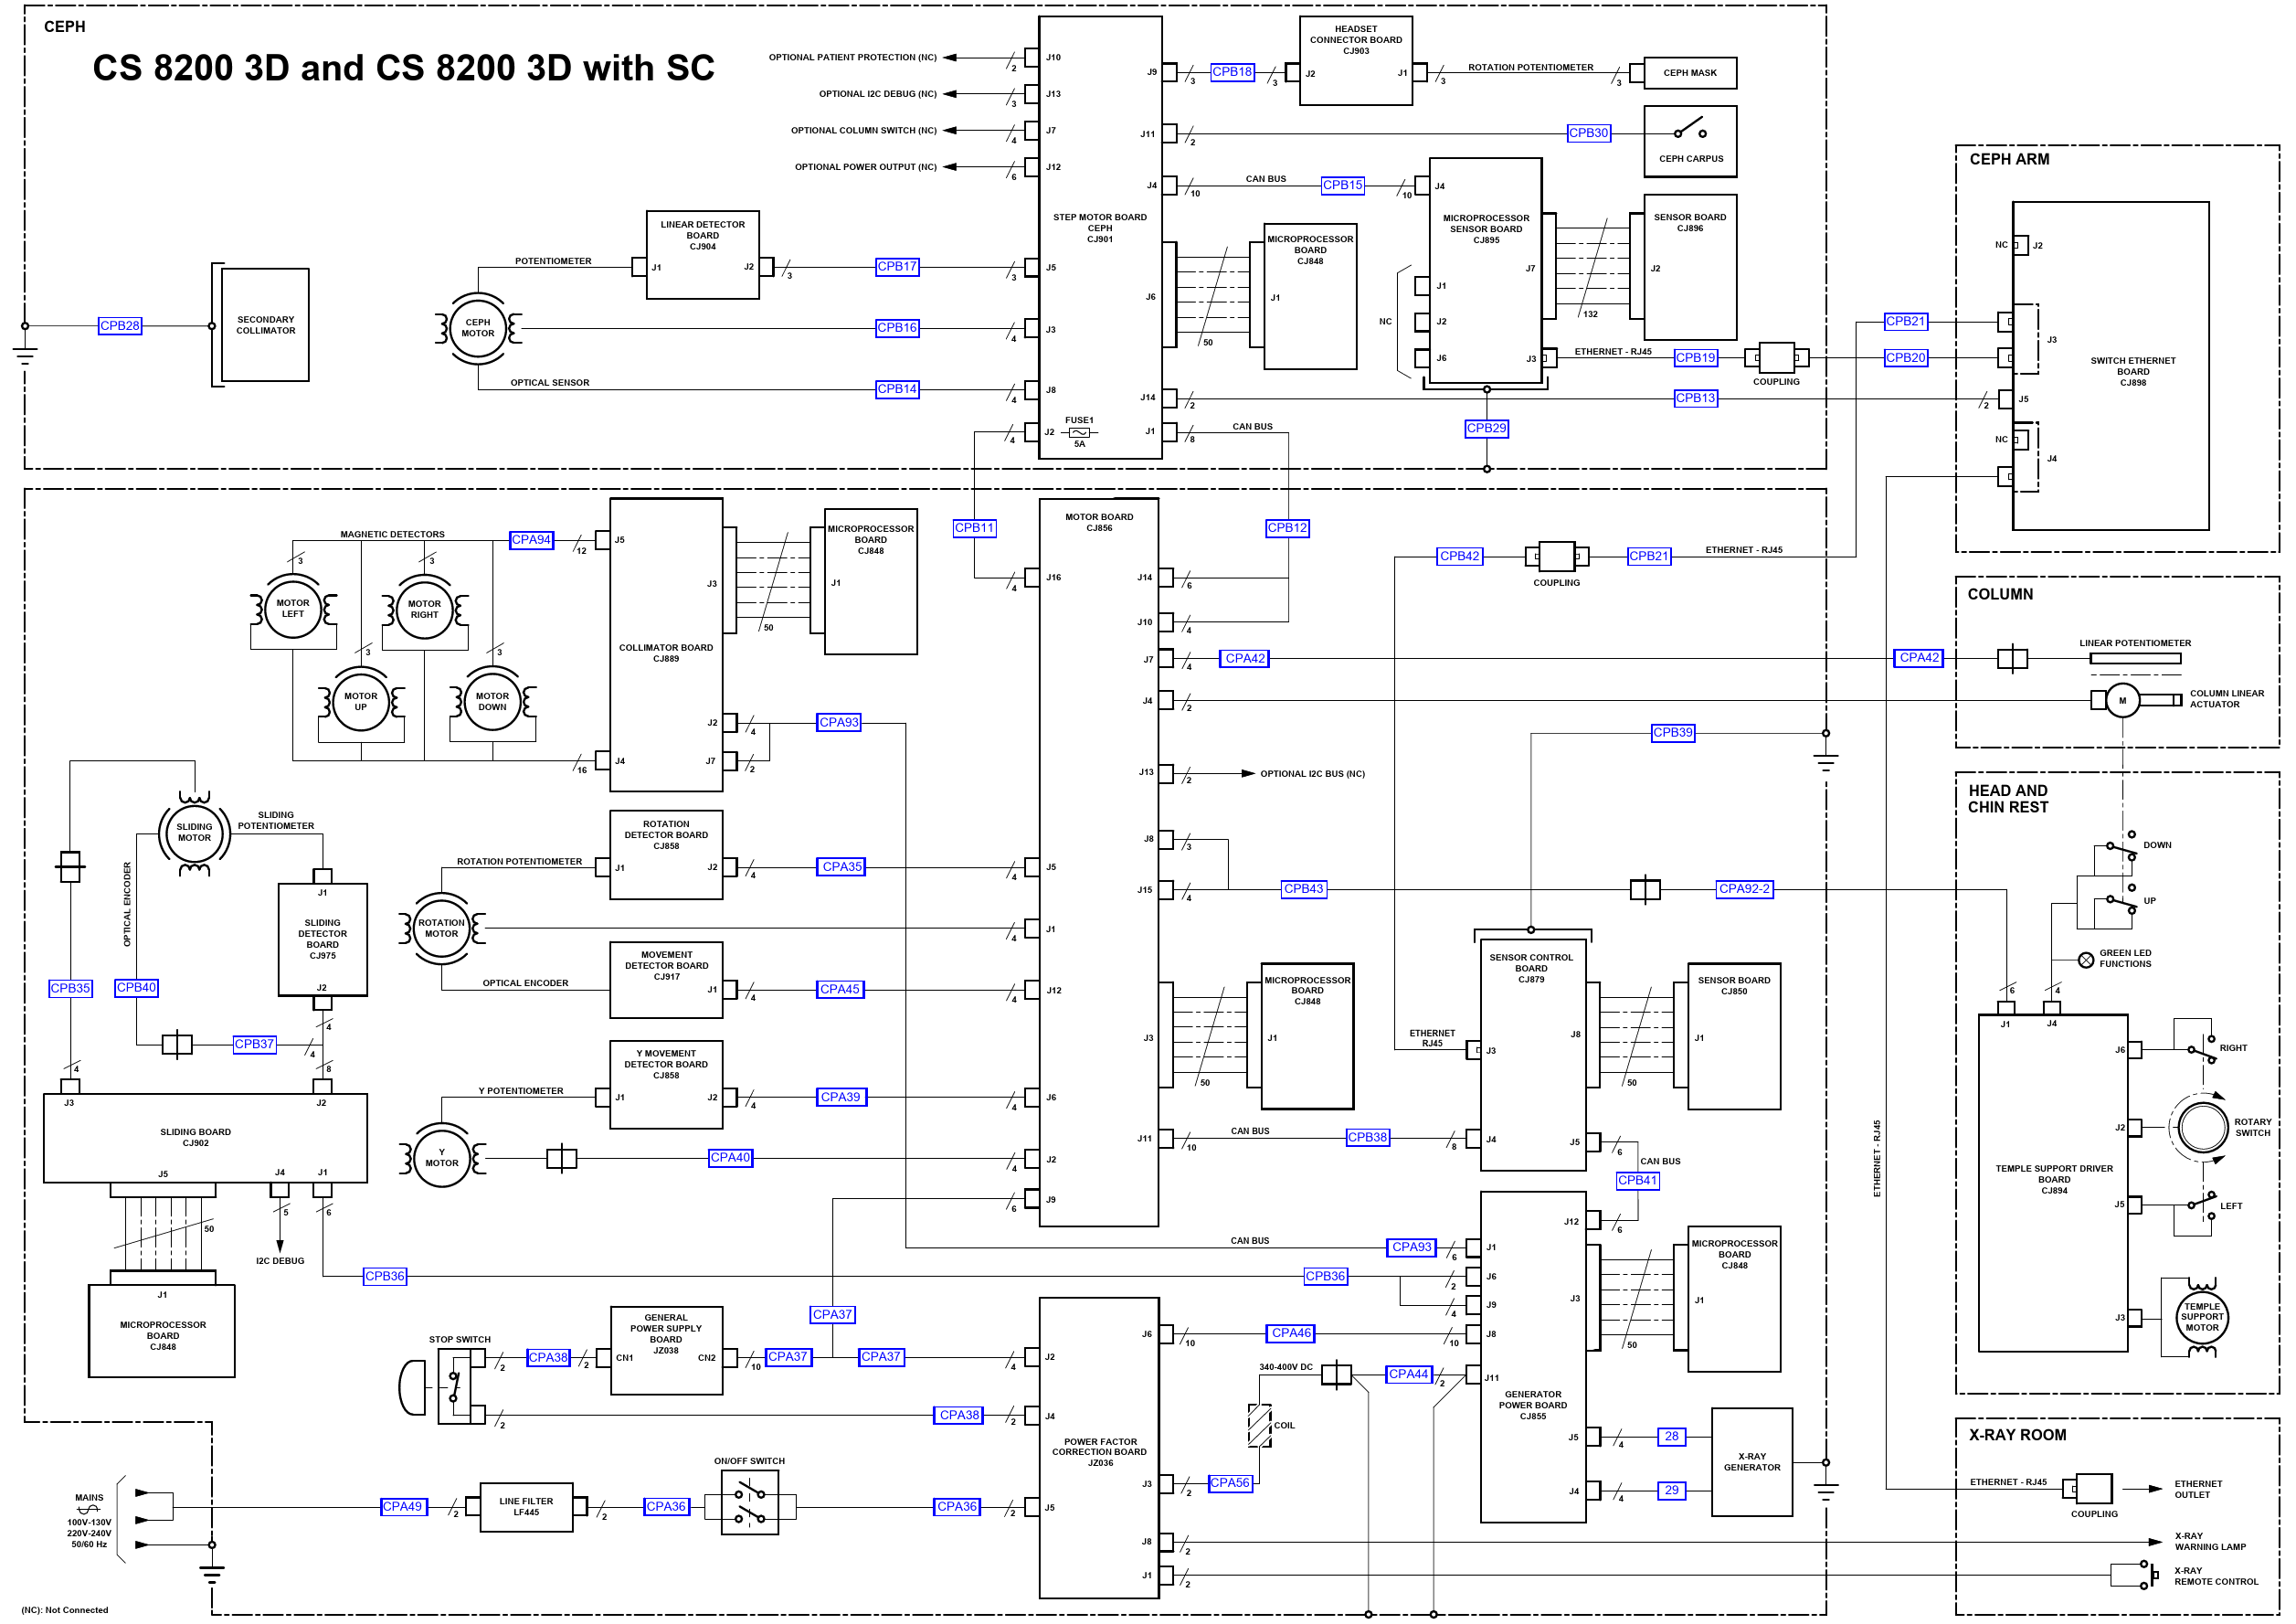 CEPH
CS 8200 3D and CS 8200 3D with SC
OPTIONAL PATIENT PROTECTION (NC)
2
J10
OPTIONAL I2C DEBUG (NC)
3
J13
OPTIONAL COLUMN SWITCH (NC)
4
J7
OPTIONAL POWER OUTPUT (NC)
6
J12
STEP MOTOR BOARD
CEPH
CJ901
J9
3
CPB18
3
HEADSET
CONNECTOR BOARD
CJ903
J2
J1
3
ROTATION POTENTIOMETER
3
CEPH MASK
J11
2
CPB30
CEPH CARPUS
J4
10
CAN BUS
CPB15
10
J4
MICROPROCESSOR
SENSOR BOARD
CJ895
J7
J1
J2
J6
NC
J3
132
SENSOR BOARD
CJ896
J2
MICROPROCESSOR
BOARD
CJ848
J1
J6
50
LINEAR DETECTOR
BOARD
CJ904
J1
J2
POTENTIOMETER
3
CPB17
3
J5
CEPH
MOTOR
CPB16
4
J3
OPTICAL SENSOR
CPB14
4
J8
SECONDARY
COLLIMATOR
CPB28
ETHERNET - RJ45
CPB19
COUPLING
CPB20
CPB21
J14
2
CPB13
2
J5
J1
8
CAN BUS
J2
4
FUSE1
5A
CPB29
CEPH ARM
NC
J2
J3
SWITCH ETHERNET
BOARD
CJ898
NC
J4
MAGNETIC DETECTORS
CPA94
12
J5
3
3
3
3
MOTOR
LEFT
MOTOR
RIGHT
MOTOR
UP
MOTOR
DOWN
16
J4
COLLIMATOR BOARD
CJ889
J3
50
MICROPROCESSOR
BOARD
CJ848
J1
J2
4
CPA93
J7
2
CPB11
CPB12
MOTOR BOARD
CJ856
4
J16
J14
6
J10
4
CPB42
COUPLING
CPB21
ETHERNET - RJ45
J7
4
CPA42
CPA42
COLUMN
LINEAR POTENTIOMETER
J4
2
M
COLUMN LINEAR
ACTUATOR
CPB39
J13
2
OPTIONAL I2C BUS (NC)
J8
3
J15
4
CPB43
CPA92-2
SLIDING
MOTOR
SLIDING
POTENTIOMETER
OPTICAL ENCODER
J1
SLIDING
DETECTOR
BOARD
CJ975
J2
4
CPB35
CPB40
CPB37
4
8
4
J3
J2
SLIDING BOARD
CJ902
J5
J4
J1
50
5
6
I2C DEBUG
J1
MICROPROCESSOR
BOARD
CJ848
ROTATION
DETECTOR BOARD
CJ858
J1
J2
ROTATION POTENTIOMETER
4
CPA35
4
J5
ROTATION
MOTOR
4
J1
OPTICAL ENCODER
MOVEMENT
DETECTOR BOARD
CJ917
J1
4
CPA45
4
J12
Y MOVEMENT
DETECTOR BOARD
CJ858
J1
J2
Y POTENTIOMETER
4
CPA39
4
J6
Y
MOTOR
CPA40
4
J2
6
J9
J3
50
MICROPROCESSOR
BOARD
CJ848
J1
J11
10
CAN BUS
CPB38
8
J4
ETHERNET
RJ45
J3
SENSOR CONTROL
BOARD
CJ879
J8
J5
50
SENSOR BOARD
CJ850
J1
6
CAN BUS
CPB41
6
J12
CAN BUS
CPA93
6
J1
CPB36
CPB36
2
J6
4
J9
J6
10
CPA46
10
J8
CPA37
STOP SWITCH
2
CPA38
2
CN1
GENERAL
POWER SUPPLY
BOARD
JZ038
CN2
10
CPA37
CPA37
4
J2
2
CPA38
2
J4
340-400V DC
CPA44
2
J11
COIL
GENERATOR
POWER BOARD
CJ855
J3
50
MICROPROCESSOR
BOARD
CJ848
J1
POWER FACTOR
CORRECTION BOARD
JZ036
J3
2
CPA56
J5
4
28
J4
4
29
X-RAY
GENERATOR
MAINS
100V-130V
220V-240V
50/60 Hz
CPA49
2
LINE FILTER
LF445
2
CPA36
ON/OFF SWITCH
CPA36
2
J5
J8
2
J1
2
HEAD AND
CHIN REST
DOWN
UP
GREEN LED
FUNCTIONS
6
4
J1
J4
J6
RIGHT
J2
ROTARY
SWITCH
TEMPLE SUPPORT DRIVER
BOARD
CJ894
J5
LEFT
J3
TEMPLE
SUPPORT
MOTOR
ETHERNET - RJ45
X-RAY ROOM
ETHERNET - RJ45
COUPLING
ETHERNET
OUTLET
X-RAY
WARNING LAMP
X-RAY
REMOTE CONTROL
(NC): Not Connected